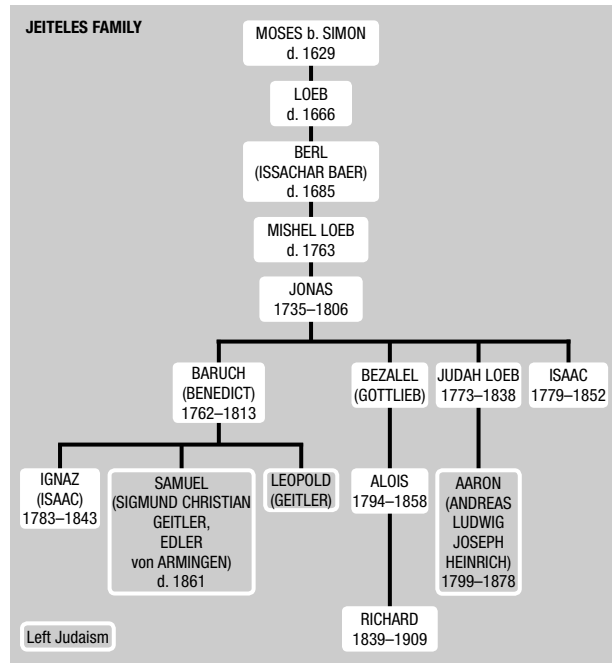 JEITELES FAMILY
MOSES b. SIMON
d. 1629
LOEB
d. 1666
BERL
(ISSACHAR BAER)
d. 1685
MISHEL LOEB
d. 1763
JONAS
1735–1806
BARUCH
(BENEDICT)
1762–1813
BEZALEL
(GOTTLIEB)
JUDAH LOEB
1773–1838
ISAAC
1779–1852
IGNAZ
(ISAAC)
1783–1843
SAMUEL
(SIGMUND CHRISTIAN
GEITLER,
EDLER
von ARMINGEN)
d. 1861
LEOPOLD
(GEITLER)
ALOIS
1794–1858
AARON
(ANDREAS
LUDWIG
JOSEPH
HEINRICH)
1799–1878
RICHARD
1839–1909
Left Judaism